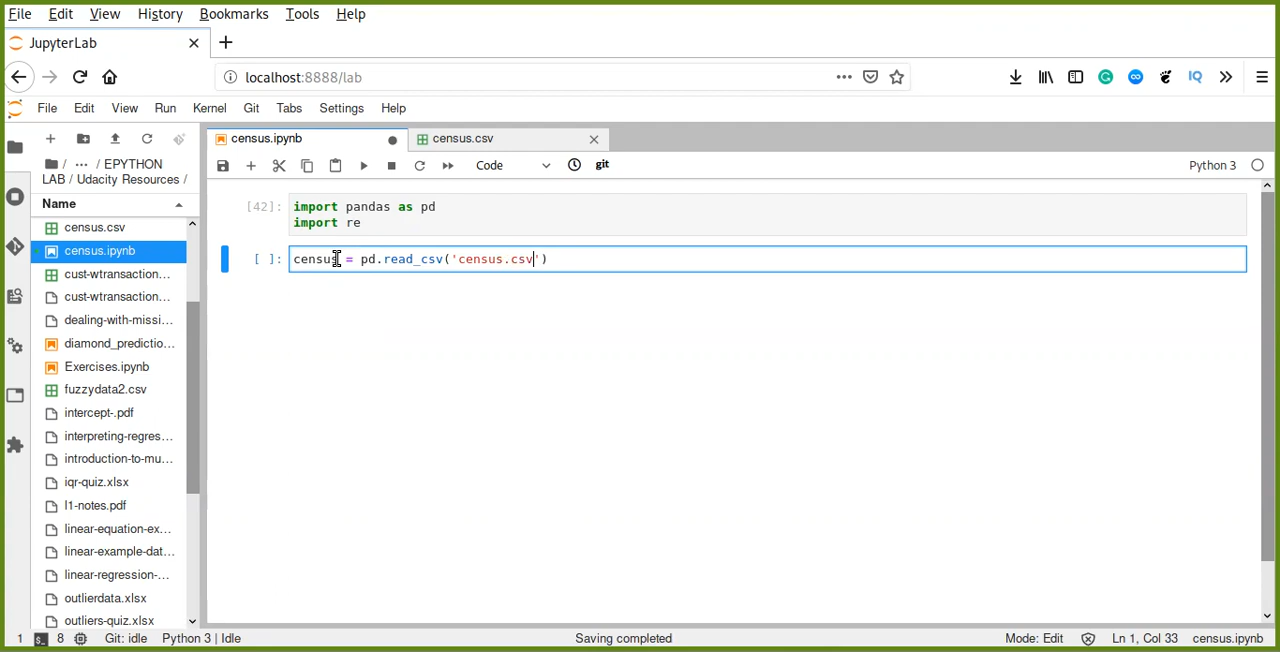 File Edit View History Bookmarks Tools Help
JupyterLab
localhost:8888/lab
IQ
File Edit View Run Kernel Git Tabs Settings Help
census.ipynb
census.csv
/ ... / EPYTHON
LAB / Udacity Resources /
Code
git
Python 3
Name
census.csv
census.ipynb
cust-wtransaction...
cust-wtransaction...
dealing-with-missi...
diamond_predictio...
Exercises.ipynb
fuzzydata2.csv
intercept-.pdf
interpreting-regres...
introduction-to-mu...
iqr-quiz.xlsx
l1-notes.pdf
linear-equation-ex...
linear-example-dat...
linear-regression-...
outlierdata.xlsx
outliers-quiz.xlsx
[42]: import pandas as pd
import re
[ ]: census = pd.read_csv('census.csv')
1 8 Git: idle Python 3 | Idle Saving completed Mode: Edit Ln 1, Col 33 census.ipynb